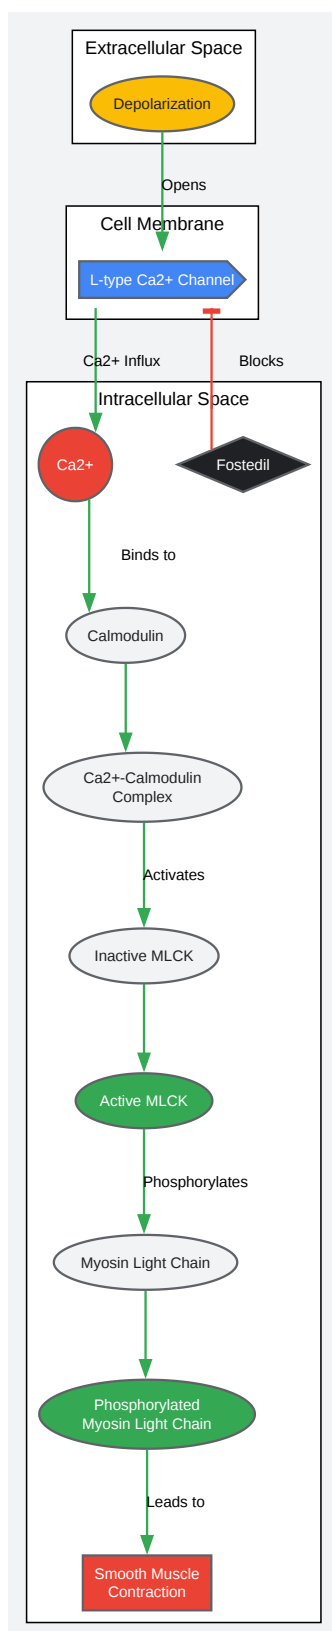 Extracellular Space
Depolarization
Opens
Cell Membrane
L-type Ca2+ Channel
Ca2+ Influx
Blocks
Intracellular Space
Ca2+
Fostedil
Binds to
Calmodulin
Ca2+-Calmodulin
Complex
Activates
Inactive MLCK
Active MLCK
Phosphorylates
Myosin Light Chain
Phosphorylated
Myosin Light Chain
Leads to
Smooth Muscle
Contraction